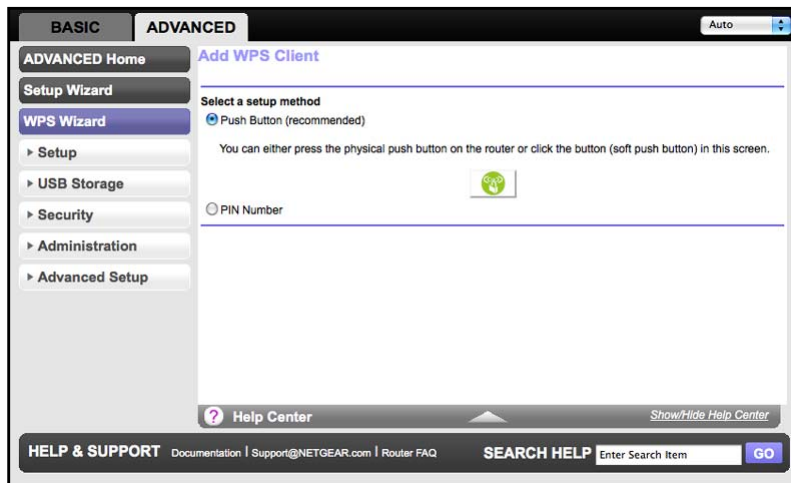 BASIC ADVANCED Auto
ADVANCED Home
Setup Wizard
WPS Wizard
Setup
USB Storage
Security
Administration
Advanced Setup
Add WPS Client
Select a setup method
Push Button (recommended)
You can either press the physical push button on the router or click the button (soft push button) in this screen.
PIN Number
? Help Center Show/Hide Help Center
HELP & SUPPORT Documentation | Support@NETGEAR.com | Router FAQ SEARCH HELP Enter Search Item GO